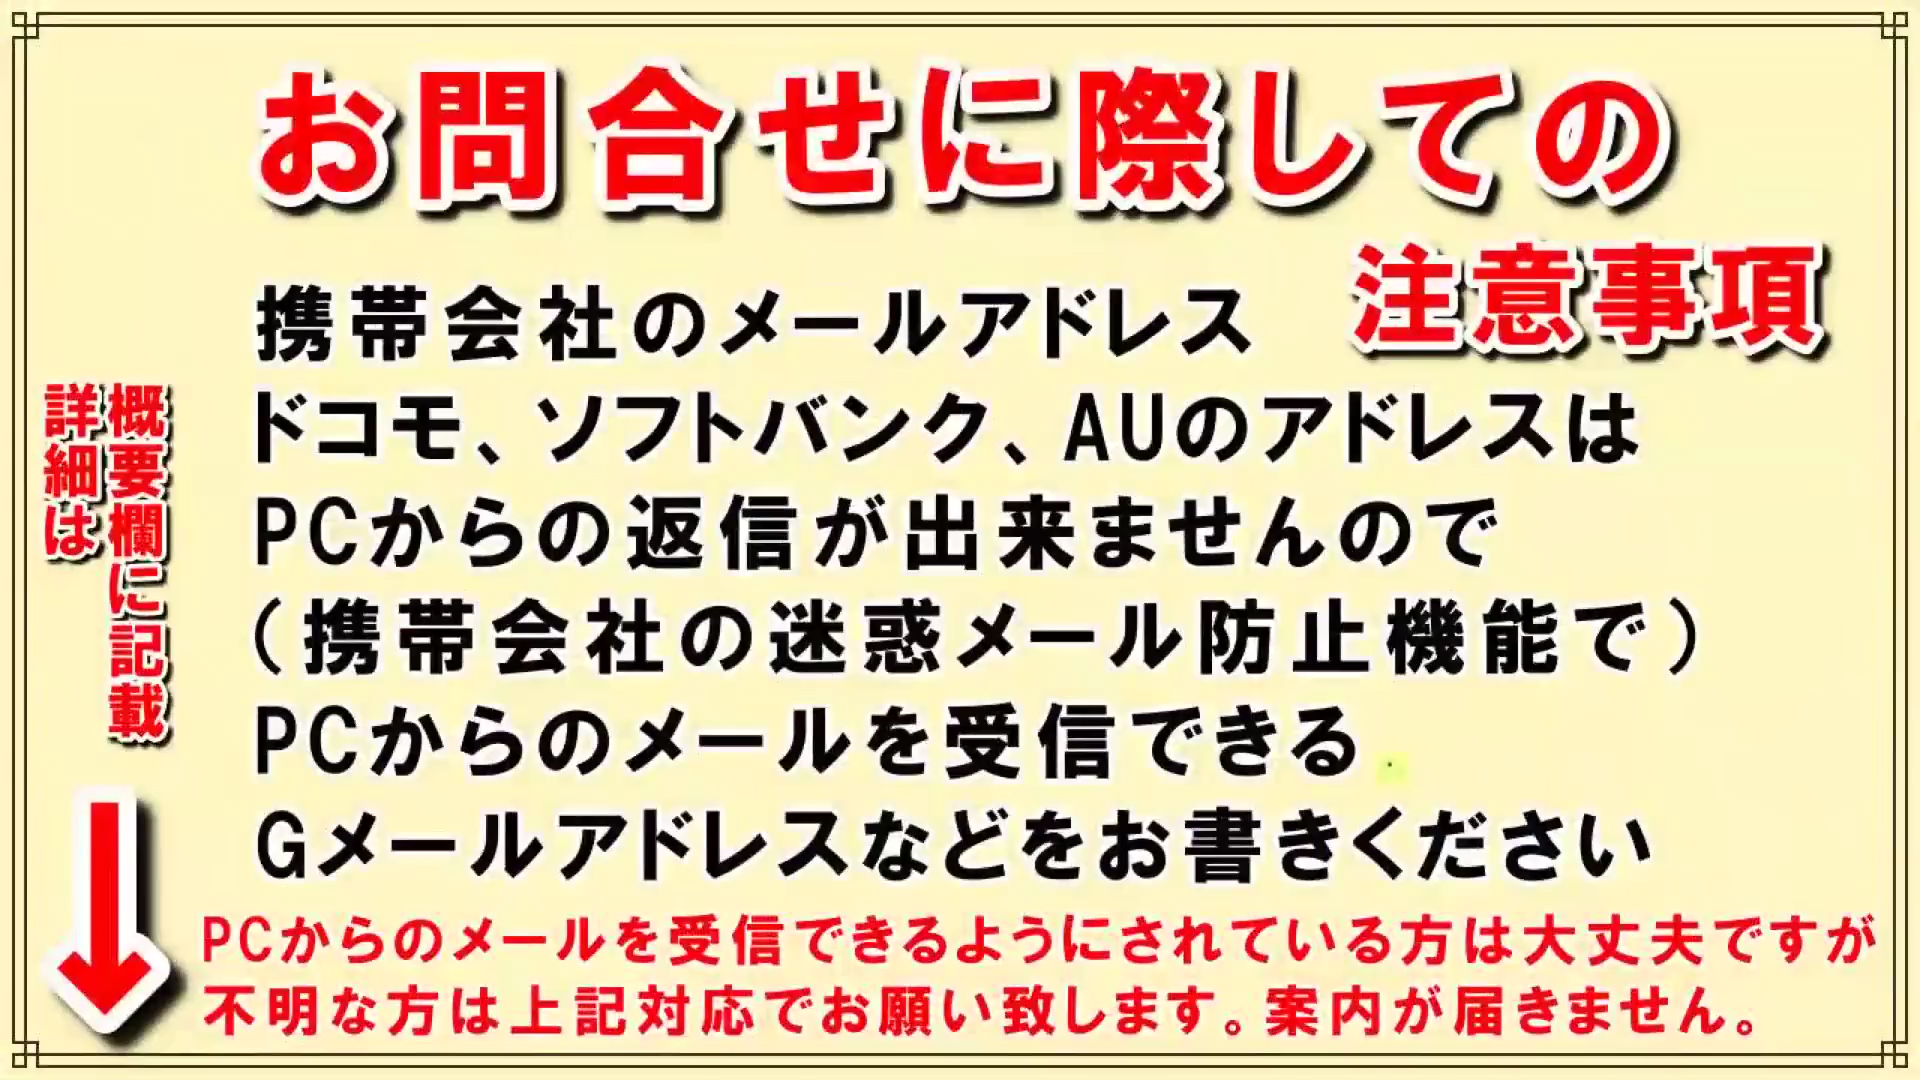 お問合せに際しての
注意事項
携帯会社のメールアドレス
ドコモ、ソフトバンク、AUのアドレスは
PCからの返信が出来ませんので
(携帯会社の迷惑メール防止機能で)
PCからのメールを受信できる
Gメールアドレスなどをお書きください
PCからのメールを受信できるようにされている方は大丈夫ですが
不明な方は上記対応でお願い致します。案内が届きません。
概要欄に記載
詳細は